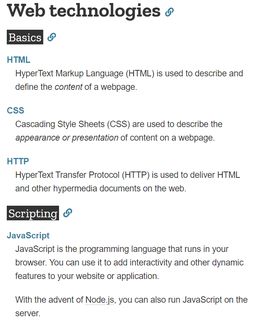 Web technologies
Basics
HTML
HyperText Markup Language (HTML) is used to describe and
define the content of a webpage.
CSS
Cascading Style Sheets (CSS) are used to describe the
appearance or presentation of content on a webpage.
HTTP
HyperText Transfer Protocol (HTTP) is used to deliver HTML
and other hypermedia documents on the web.
Scripting
JavaScript
JavaScript is the programming language that runs in your
browser. You can use it to add interactivity and other dynamic
features to your website or application.
With the advent of Node.js, you can also run JavaScript on the
server.